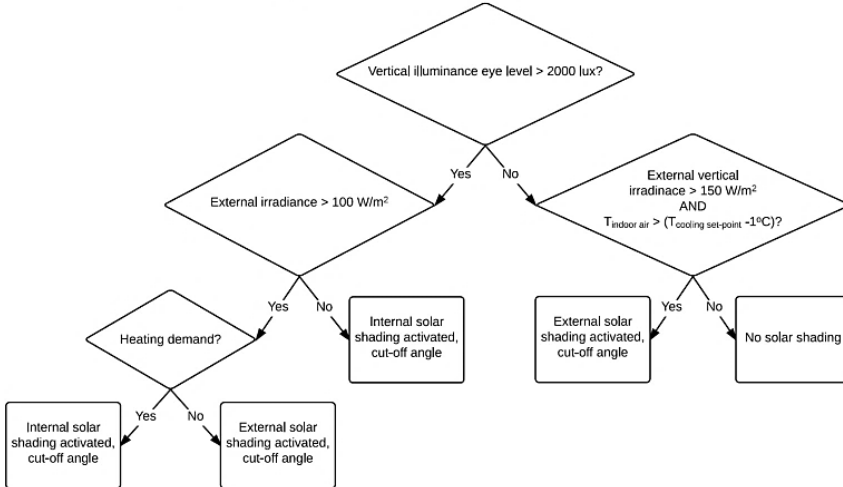 Vertical illuminance eye level > 2000 lux?
Yes
No
External irradiance > 100 W/m²
External vertical
irradinace > 150 W/m²
AND
Tindoor air > (Tcooling set-point -1ºC)?
Yes
No
Yes
No
Heating demand?
Internal solar
shading activated,
cut-off angle
External solar
shading activated,
cut-off angle
No solar shading
Yes
No
Internal solar
shading activated,
cut-off angle
External solar
shading activated,
cut-off angle